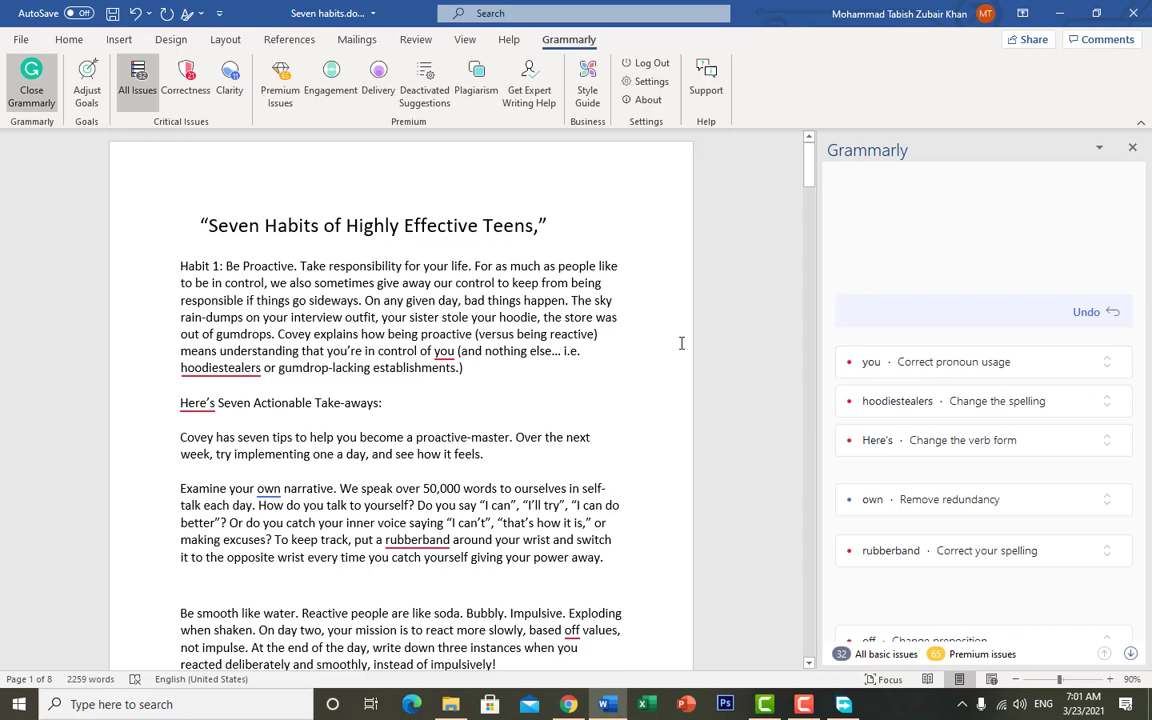 AutoSave Off Seven habits.do... Search Mohammad Tabish Zubair Khan MT
File Home Insert Design Layout References Mailings Review View Help Grammarly Share Comments
Close Grammarly
Adjust Goals
32 All Issues
21 Correctness
11 Clarity
65 Premium Issues
Engagement
Delivery
Deactivated Suggestions
Plagiarism
Get Expert Writing Help
Style Guide
Log Out
Settings
About
Support
Grammarly Goals Critical Issues Premium Business Settings Help
“Seven Habits of Highly Effective Teens,”
Habit 1: Be Proactive. Take responsibility for your life. For as much as people like
to be in control, we also sometimes give away our control to keep from being
responsible if things go sideways. On any given day, bad things happen. The sky
rain-dumps on your interview outfit, your sister stole your hoodie, the store was
out of gumdrops. Covey explains how being proactive (versus being reactive)
means understanding that you’re in control of you (and nothing else… i.e.
hoodiestealers or gumdrop-lacking establishments.)
Here’s Seven Actionable Take-aways:
Covey has seven tips to help you become a proactive-master. Over the next
week, try implementing one a day, and see how it feels.
Examine your own narrative. We speak over 50,000 words to ourselves in self-
talk each day. How do you talk to yourself? Do you say “I can”, “I’ll try”, “I can do
better”? Or do you catch your inner voice saying “I can’t”, “that’s how it is,” or
making excuses? To keep track, put a rubberband around your wrist and switch
it to the opposite wrist every time you catch yourself giving your power away.
Be smooth like water. Reactive people are like soda. Bubbly. Impulsive. Exploding
when shaken. On day two, your mission is to react more slowly, based off values,
not impulse. At the end of the day, write down three instances when you
reacted deliberately and smoothly, instead of impulsively!
Grammarly
Undo
you · Correct pronoun usage
hoodiestealers · Change the spelling
Here’s · Change the verb form
own · Remove redundancy
rubberband · Correct your spelling
off · Change preposition
32 All basic issues 65 Premium issues
Page 1 of 8 2259 words English (United States) Focus 90%
Type here to search
ENG
7:01 AM
3/23/2021